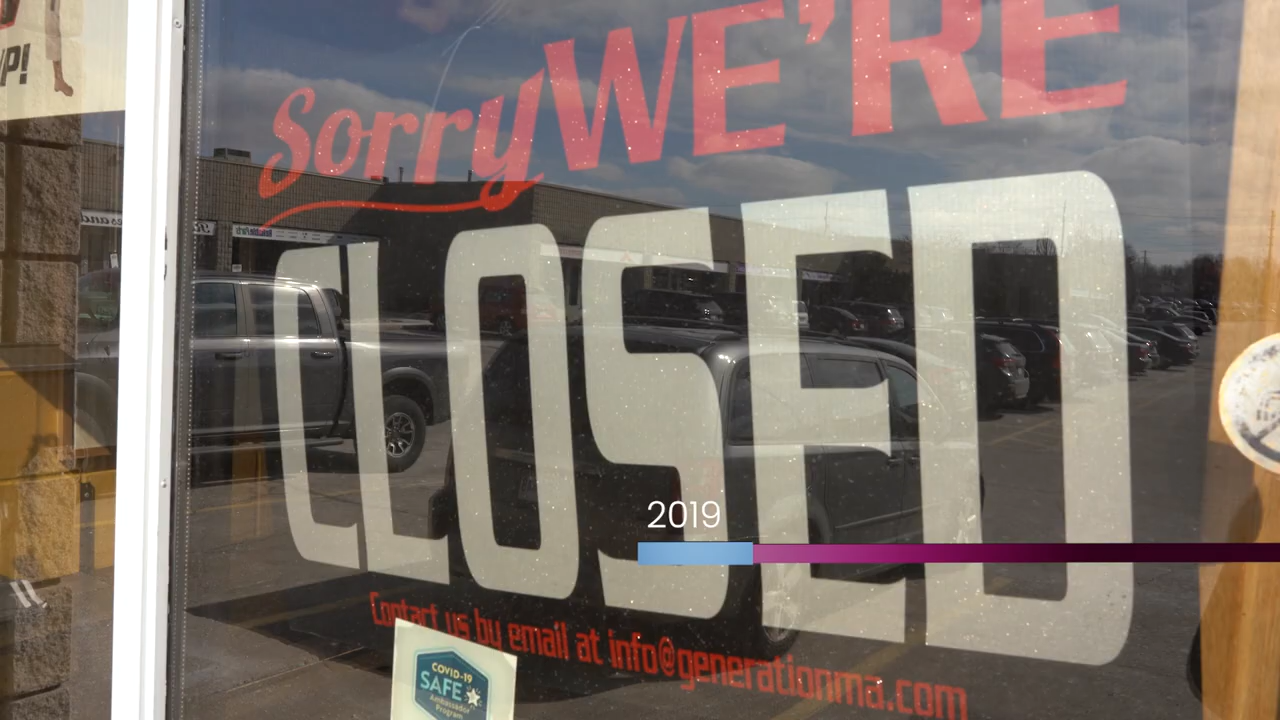 UP!
Sorry WE'RE
CLOSED
2019
Contact us by email at info@generationma.com
COVID-19
SAFE
Ambassador
Program